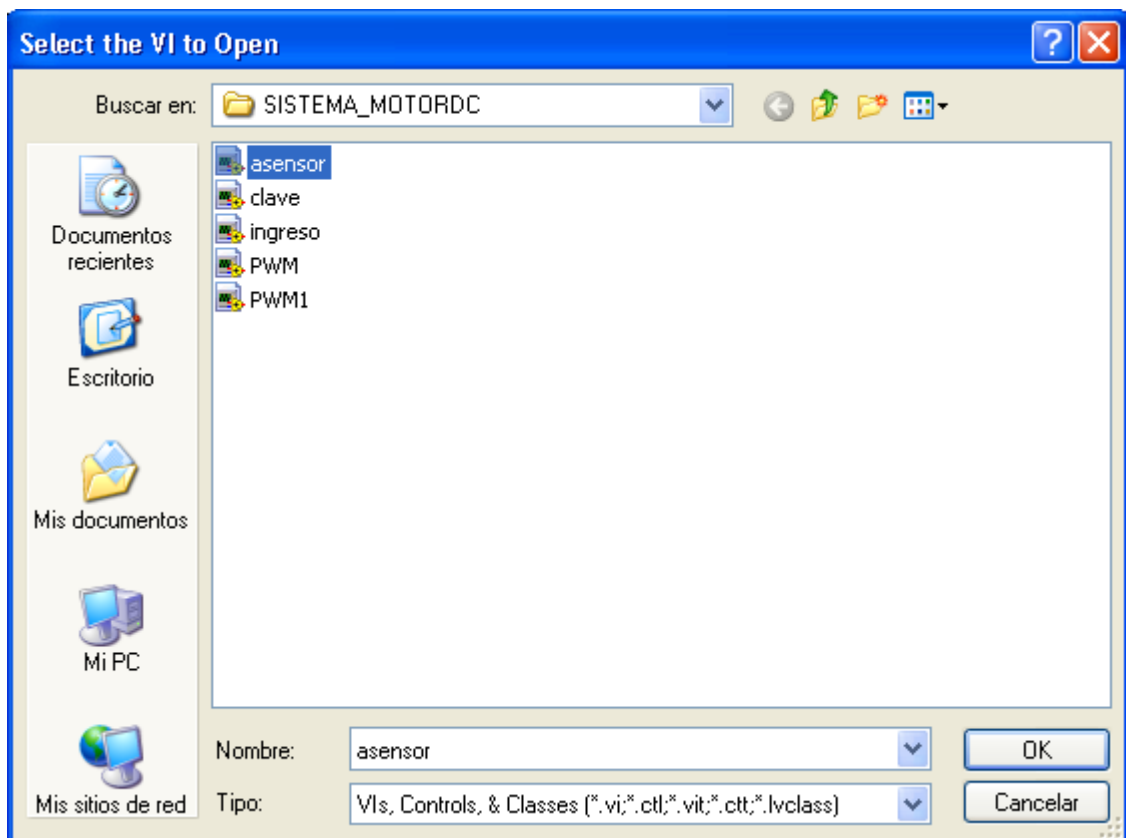 Select the VI to Open
Buscar en: SISTEMA_MOTORDC
Documentos
recientes
Escritorio
Mis documentos
Mi PC
Mis sitios de red
asensor
clave
ingreso
PWM
PWM1
Nombre: asensor OK
Tipo: VIs, Controls, & Classes (*.vi;*.ctl;*.vit;*.ctt;*.lvclass) Cancelar